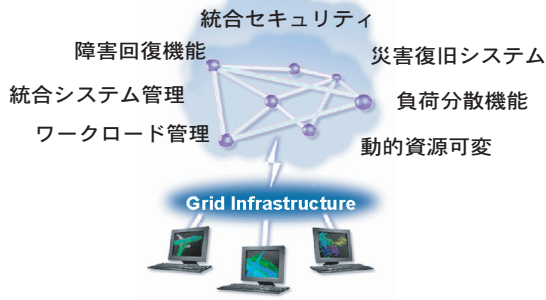 統合セキュリティ
障害回復機能
災害復旧システム
統合システム管理
負荷分散機能
ワークロード管理
動的資源可変
Grid Infrastructure